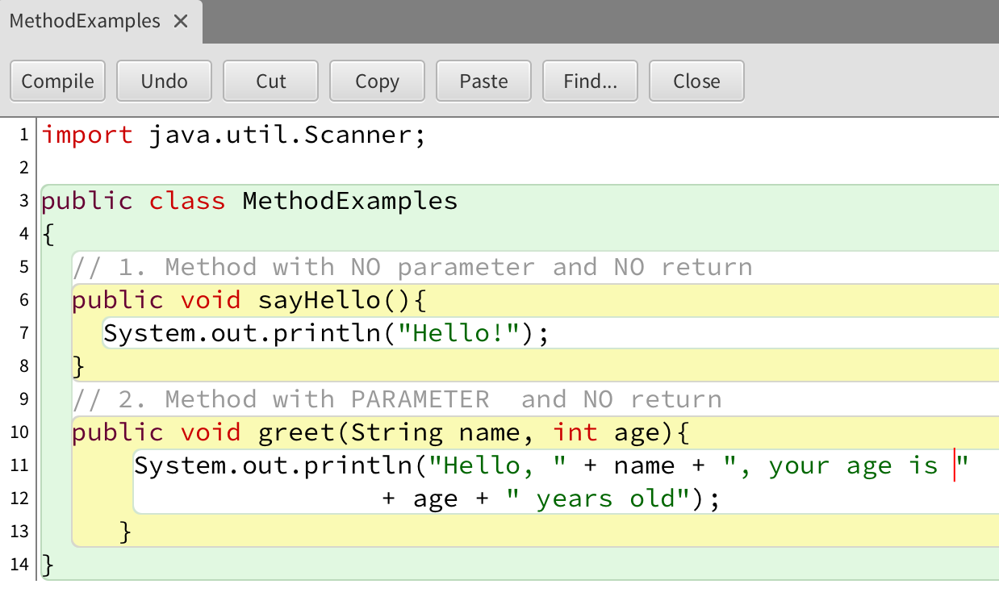 MethodExamples ×
Compile Undo Cut Copy Paste Find... Close
1 import java.util.Scanner;
2
3 public class MethodExamples
4 {
5 // 1. Method with NO parameter and NO return
6 public void sayHello(){
7 System.out.println("Hello!");
8 }
9 // 2. Method with PARAMETER  and NO return
10 public void greet(String name, int age){
11 System.out.println("Hello, " + name + ", your age is "
12 + age + " years old");
13 }
14 }